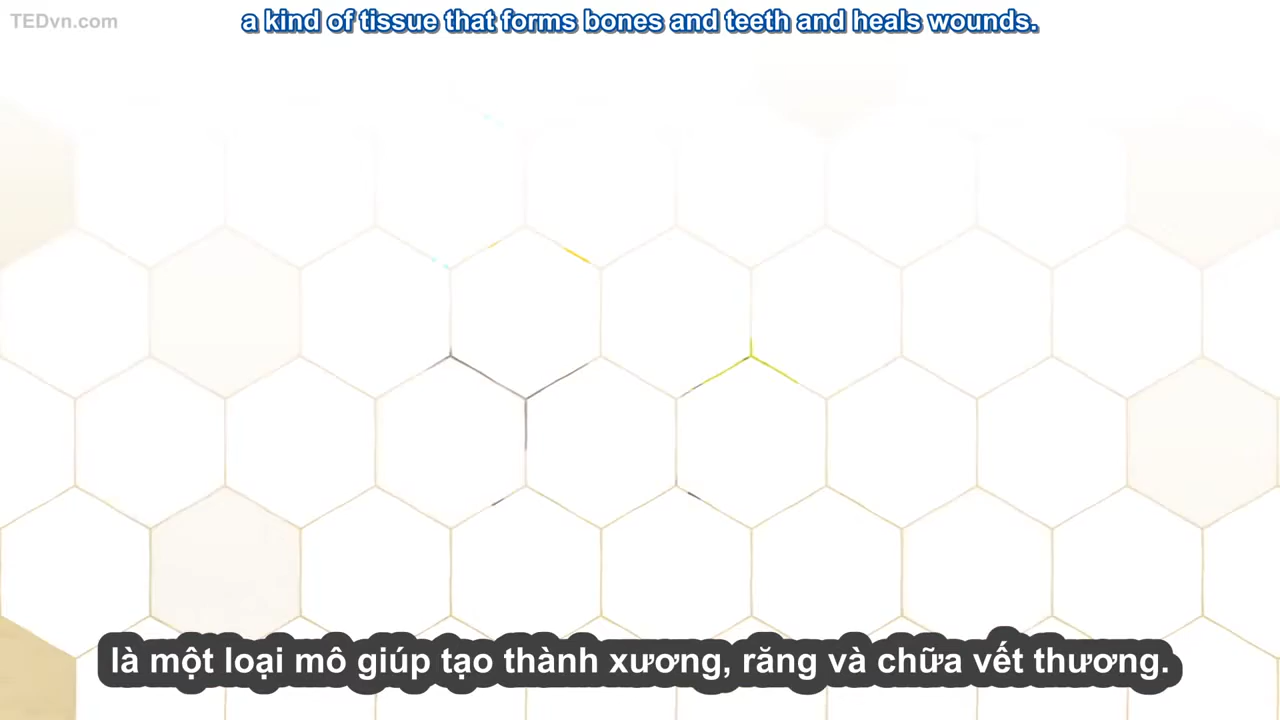 TEDvn.com
a kind of tissue that forms bones and teeth and heals wounds.
là một loại mô giúp tạo thành xương, răng và chữa vết thương.